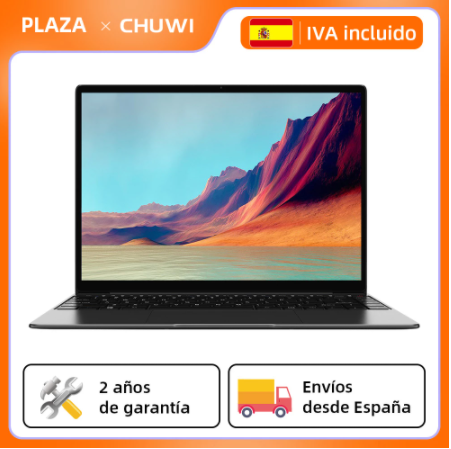 PLAZA × CHUWI
IVA incluido
2 años
de garantía
Envíos
desde España